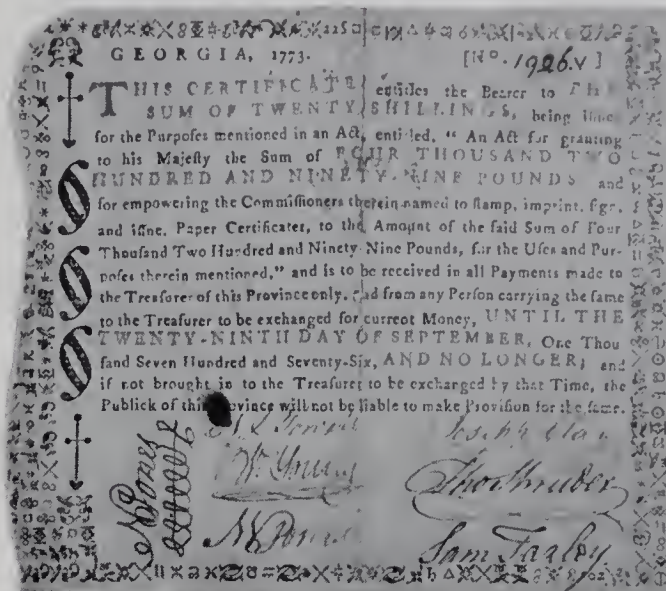 GEORGIA, 1773. [No. 1926.v]
THIS CERTIFICATE entitles the Bearer to THE
SUM OF TWENTY SHILLINGS, being issue
for the Purposes mentioned in an Act, entitled, "An Act for granting
to his Majeſty the Sum of FOUR THOUSAND TWO
HUNDRED AND NINETY-NINE POUNDS and
for empowering the Commiſſioners therein named to ſtamp, imprint, ſign,
and iſſue, Paper Certificates, to the Amount of the ſaid Sum of Four
Thouſand Two Hundred and Ninety-Nine Pounds, for the Uſes and Pur-
poſes therein mentioned," and is to be received in all Payments made to
the Treaſurer of this Province only, and from any Perſon carrying the ſame
to the Treaſurer to be exchanged for current Money, UNTIL THE
TWENTY-NINTH DAY OF SEPTEMBER, One Thou
ſand Seven Hundred and Seventy-Six, AND NO LONGER; and
if not brought in to the Treaſurer to be exchanged by that Time, the
Publick of this Province will not be liable to make Proviſion for the ſame.
N Jones
Joseph Clay
Wm Young
Thos Shruder
N W Jones
Sam Farley